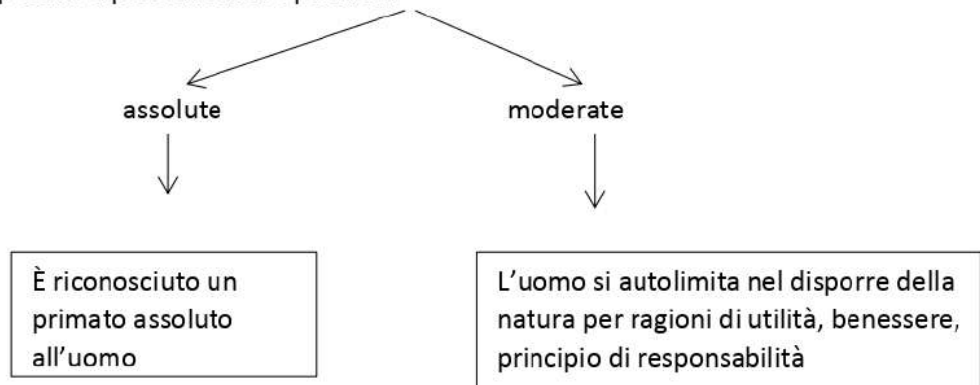 assolute
moderate
È riconosciuto un
primato assoluto
all'uomo
L'uomo si autolimita nel disporre della
natura per ragioni di utilità, benessere,
principio di responsabilità